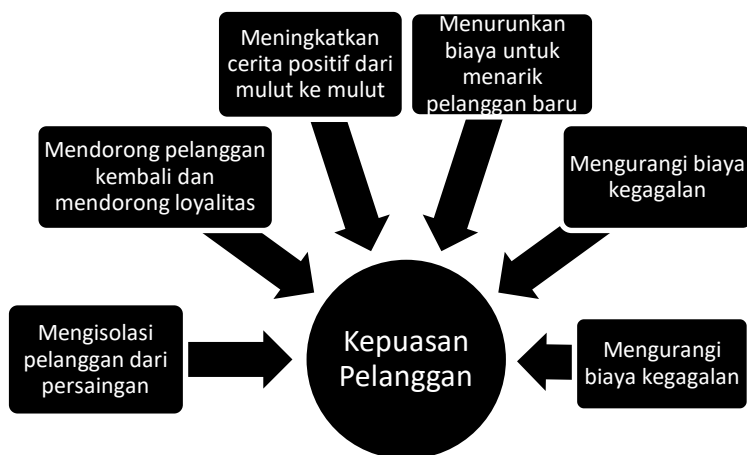 Meningkatkan
cerita positif dari
mulut ke mulut
Menurunkan
biaya untuk
menarik
pelanggan baru
Mendorong pelanggan
kembali dan
mendorong loyalitas
Mengurangi biaya
kegagalan
Mengisolasi
pelanggan dari
persaingan
Kepuasan
Pelanggan
Mengurangi
biaya kegagalan